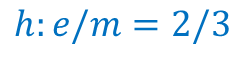 h: e/m = 2/3